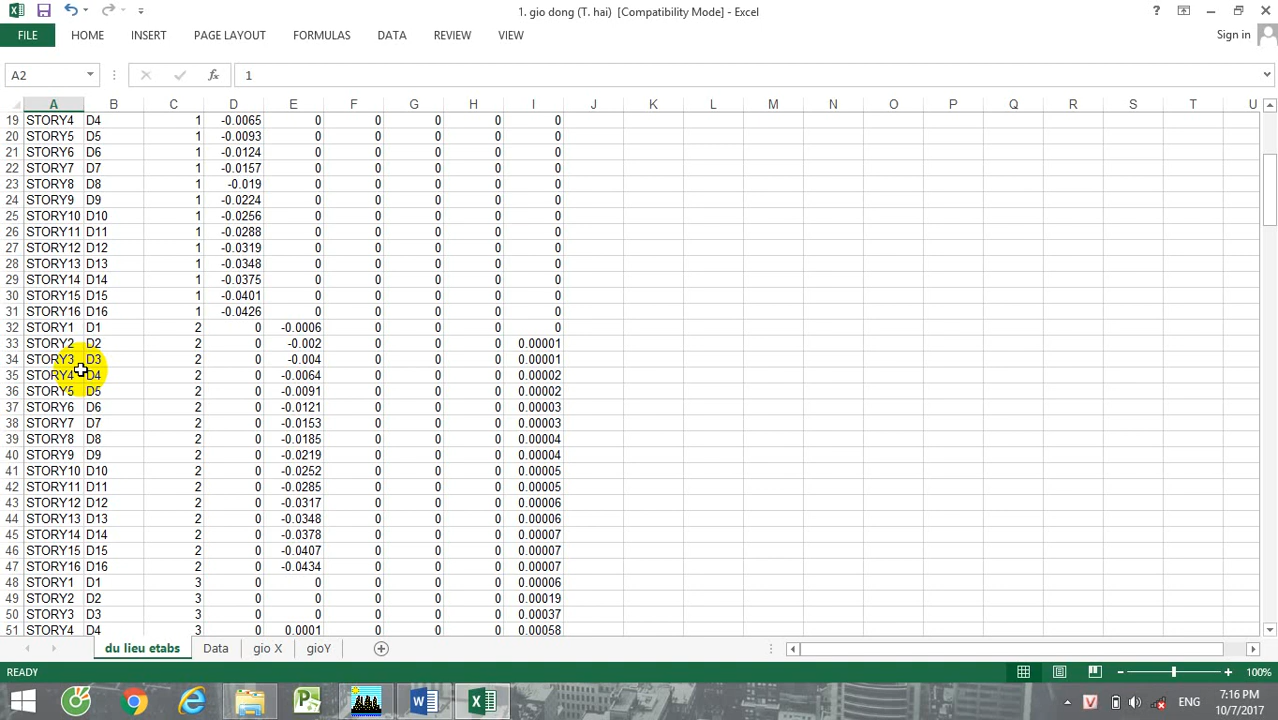 1. gio dong (T. hai) [Compatibility Mode] - Excel
?
FILE HOME INSERT PAGE LAYOUT FORMULAS DATA REVIEW VIEW Sign in
A2 fx 1
A B C D E F G H I J K L M N O P Q R S T U
19 STORY4 D4 1 -0.0065 0 0 0 0 0
20 STORY5 D5 1 -0.0093 0 0 0 0 0
21 STORY6 D6 1 -0.0124 0 0 0 0 0
22 STORY7 D7 1 -0.0157 0 0 0 0 0
23 STORY8 D8 1 -0.019 0 0 0 0 0
24 STORY9 D9 1 -0.0224 0 0 0 0 0
25 STORY10 D10 1 -0.0256 0 0 0 0 0
26 STORY11 D11 1 -0.0288 0 0 0 0 0
27 STORY12 D12 1 -0.0319 0 0 0 0 0
28 STORY13 D13 1 -0.0348 0 0 0 0 0
29 STORY14 D14 1 -0.0375 0 0 0 0 0
30 STORY15 D15 1 -0.0401 0 0 0 0 0
31 STORY16 D16 1 -0.0426 0 0 0 0 0
32 STORY1 D1 2 0 -0.0006 0 0 0 0
33 STORY2 D2 2 0 -0.002 0 0 0 0.00001
34 STORY3 D3 2 0 -0.004 0 0 0 0.00001
35 STORY4 D4 2 0 -0.0064 0 0 0 0.00002
36 STORY5 D5 2 0 -0.0091 0 0 0 0.00002
37 STORY6 D6 2 0 -0.0121 0 0 0 0.00003
38 STORY7 D7 2 0 -0.0153 0 0 0 0.00003
39 STORY8 D8 2 0 -0.0185 0 0 0 0.00004
40 STORY9 D9 2 0 -0.0219 0 0 0 0.00004
41 STORY10 D10 2 0 -0.0252 0 0 0 0.00005
42 STORY11 D11 2 0 -0.0285 0 0 0 0.00005
43 STORY12 D12 2 0 -0.0317 0 0 0 0.00006
44 STORY13 D13 2 0 -0.0348 0 0 0 0.00006
45 STORY14 D14 2 0 -0.0378 0 0 0 0.00007
46 STORY15 D15 2 0 -0.0407 0 0 0 0.00007
47 STORY16 D16 2 0 -0.0434 0 0 0 0.00007
48 STORY1 D1 3 0 0 0 0 0 0.00006
49 STORY2 D2 3 0 0 0 0 0 0.00019
50 STORY3 D3 3 0 0 0 0 0 0.00037
51 STORY4 D4 3 0 0.0001 0 0 0 0.00058
du lieu etabs Data gio X gioY
READY 100%
V ENG 7:16 PM
10/7/2017